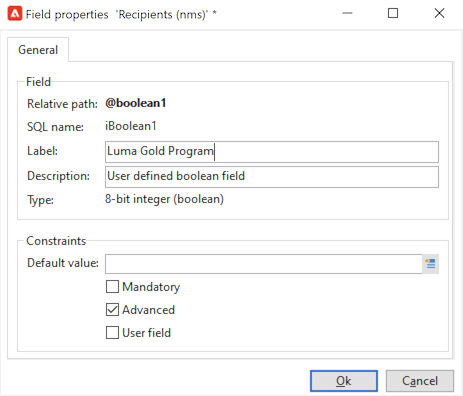 Field properties 'Recipients (nms)' *
General
Field
Relative path: @boolean1
SQL name: iBoolean1
Label: Luma Gold Program
Description: User defined boolean field
Type: 8-bit integer (boolean)
Constraints
Default value:
Mandatory
Advanced
User field
Ok Cancel